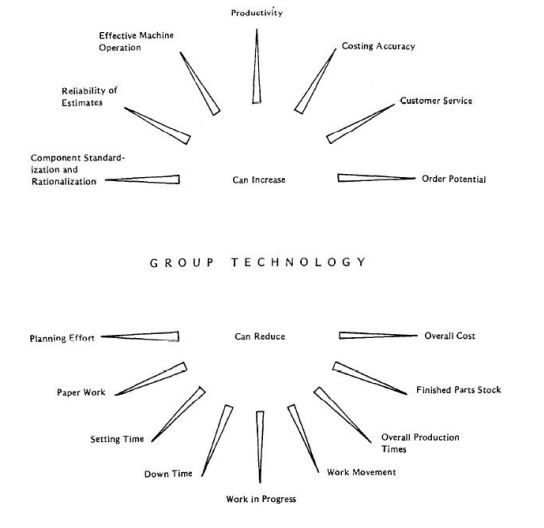 Productivity
Effective Machine
Operation
Costing Accuracy
Reliability of
Estimates
Customer Service
Component Standard-
ization and
Rationalization
Can Increase
Order Potential
GROUP TECHNOLOGY
Planning Effort
Can Reduce
Overall Cost
Paper Work
Finished Parts Stock
Setting Time
Overall Production
Times
Down Time
Work Movement
Work in Progress